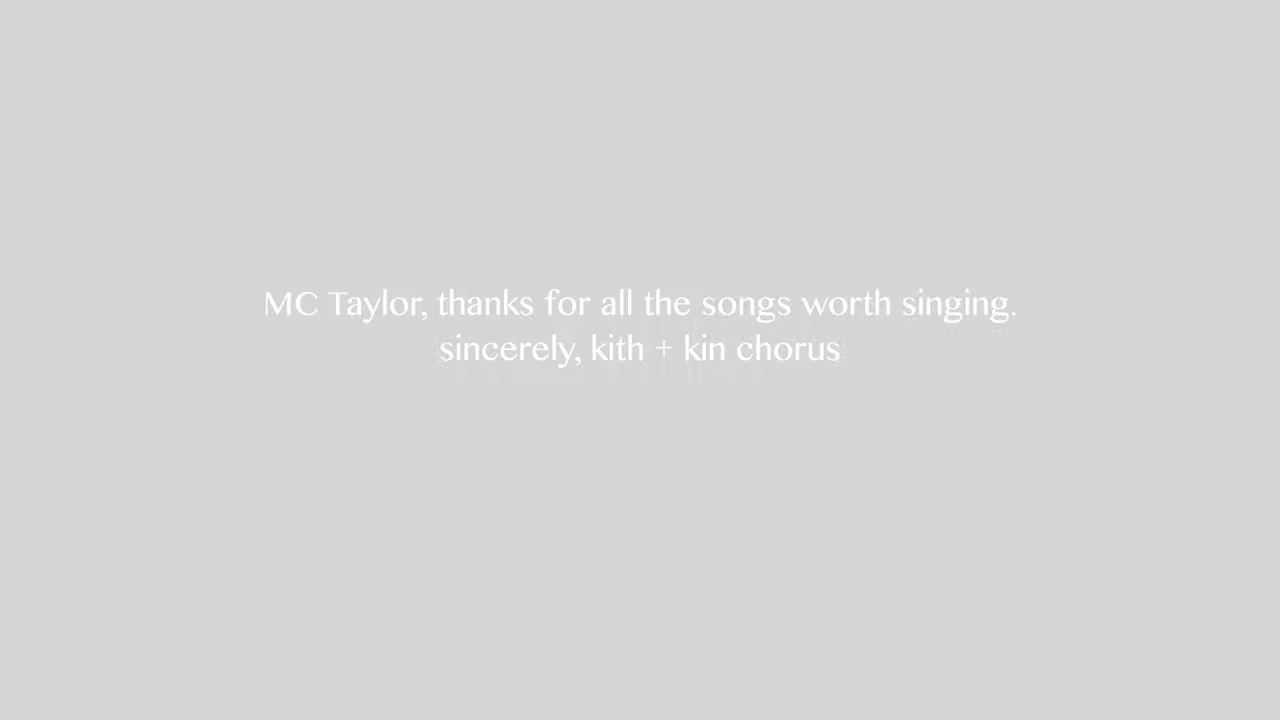 MC Taylor, thanks for all the songs worth singing.
sincerely, kith + kin chorus